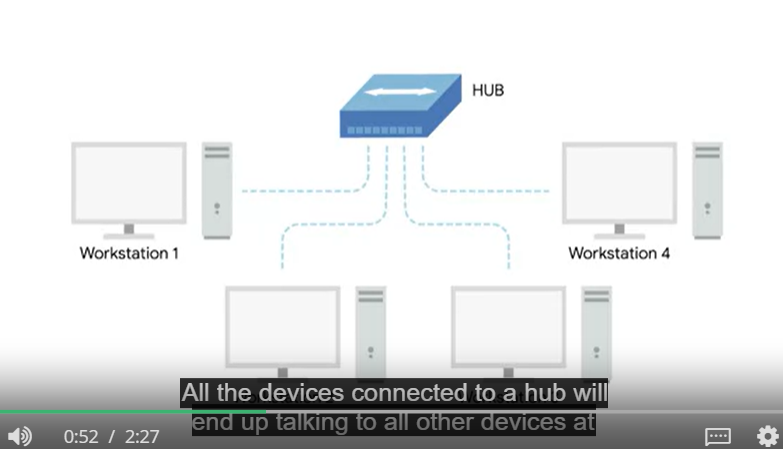 HUB
Workstation 1
Workstation 4
All the devices connected to a hub will
end up talking to all other devices at
0:52 / 2:27